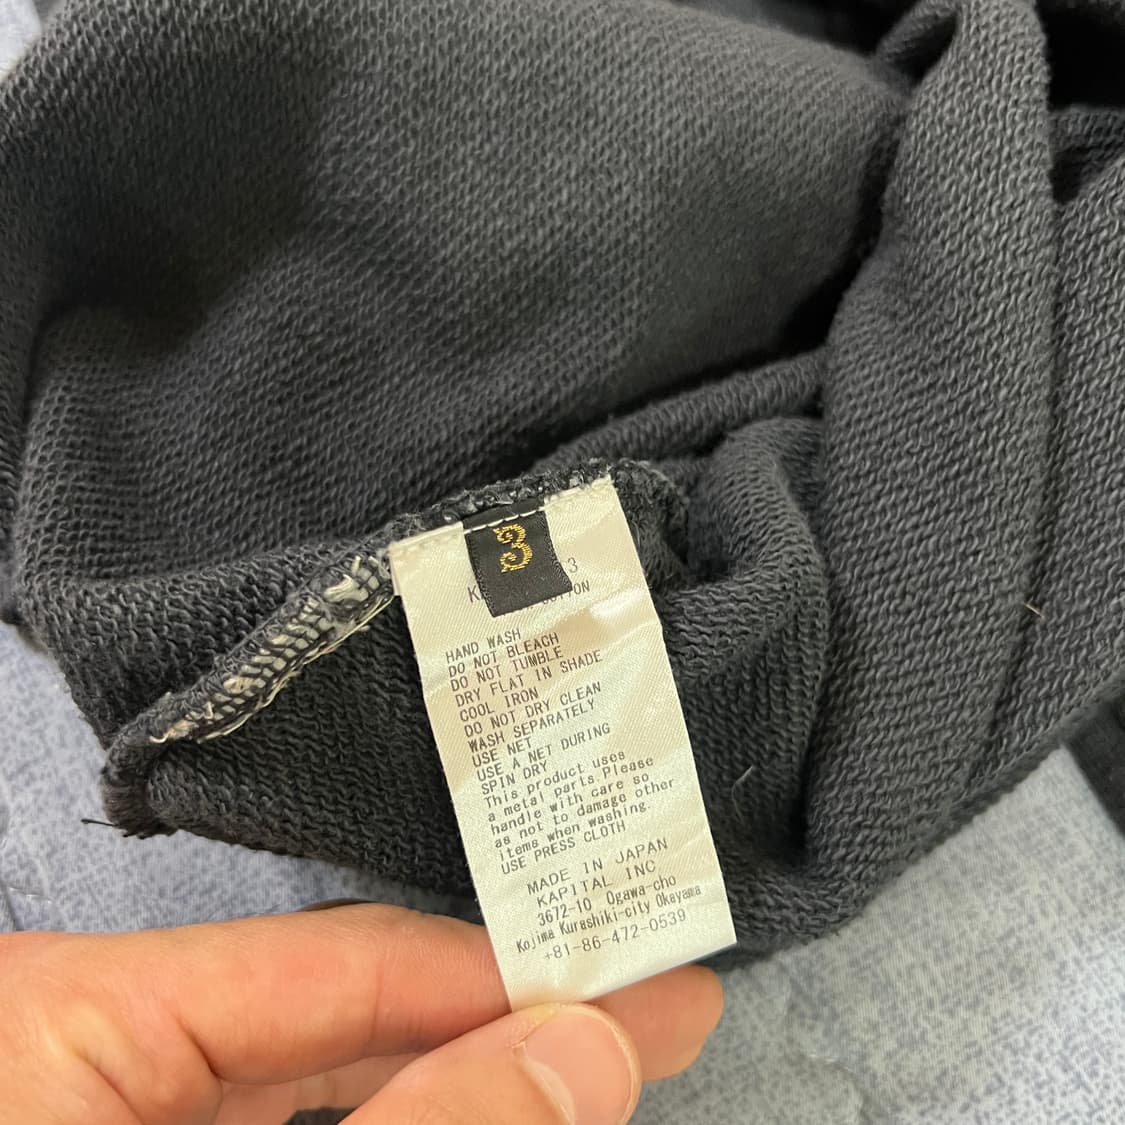 3
HAND WASH
DO NOT BLEACH
DO NOT TUMBLE
DRY FLAT IN SHADE
COOL IRON
DO NOT DRY CLEAN
WASH SEPARATELY
USE NET
USE A NET DURING
SPIN DRY
This product uses
a metal parts.Please
handle with care so
as not to damage other
items when washing.
USE PRESS CLOTH
MADE IN JAPAN
KAPITAL INC
3672-10 Ogawa-cho
Kojima Kurashiki-city Okayama
+81-86-472-0539